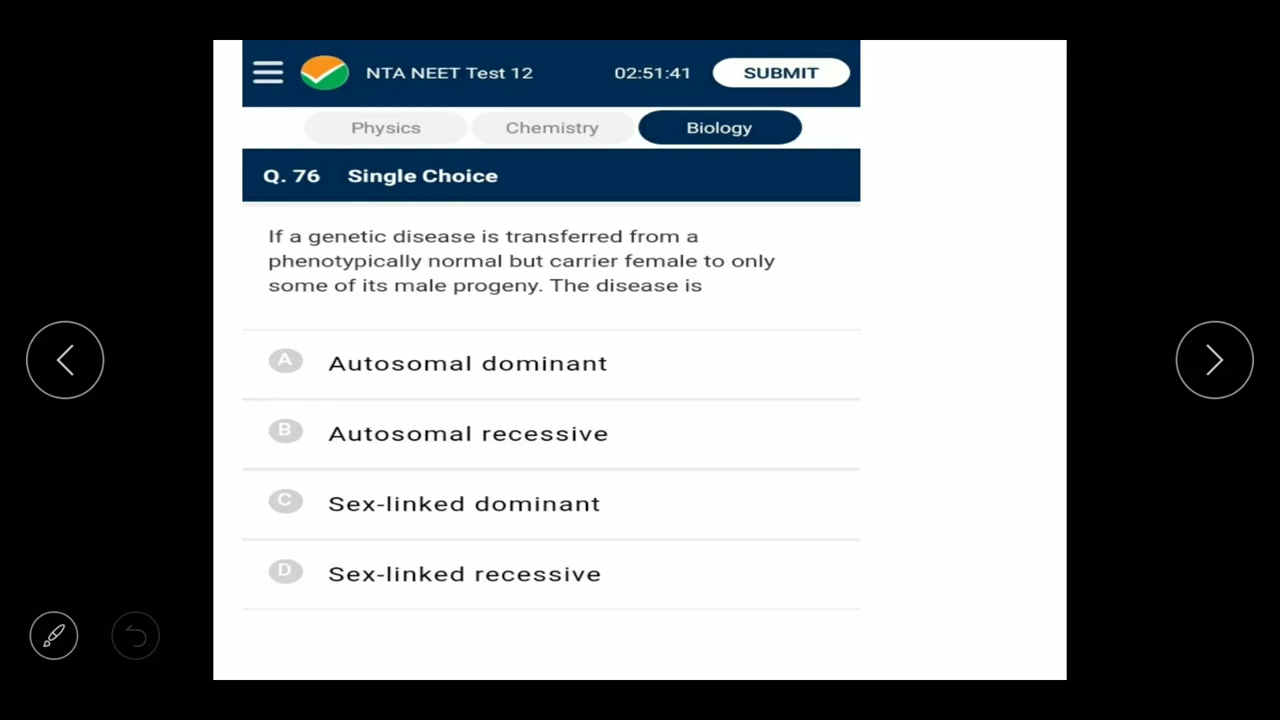 NTA NEET Test 12 02:51:41 SUBMIT
Physics Chemistry Biology
Q. 76 Single Choice
If a genetic disease is transferred from a
phenotypically normal but carrier female to only
some of its male progeny. The disease is
A Autosomal dominant
B Autosomal recessive
C Sex-linked dominant
D Sex-linked recessive